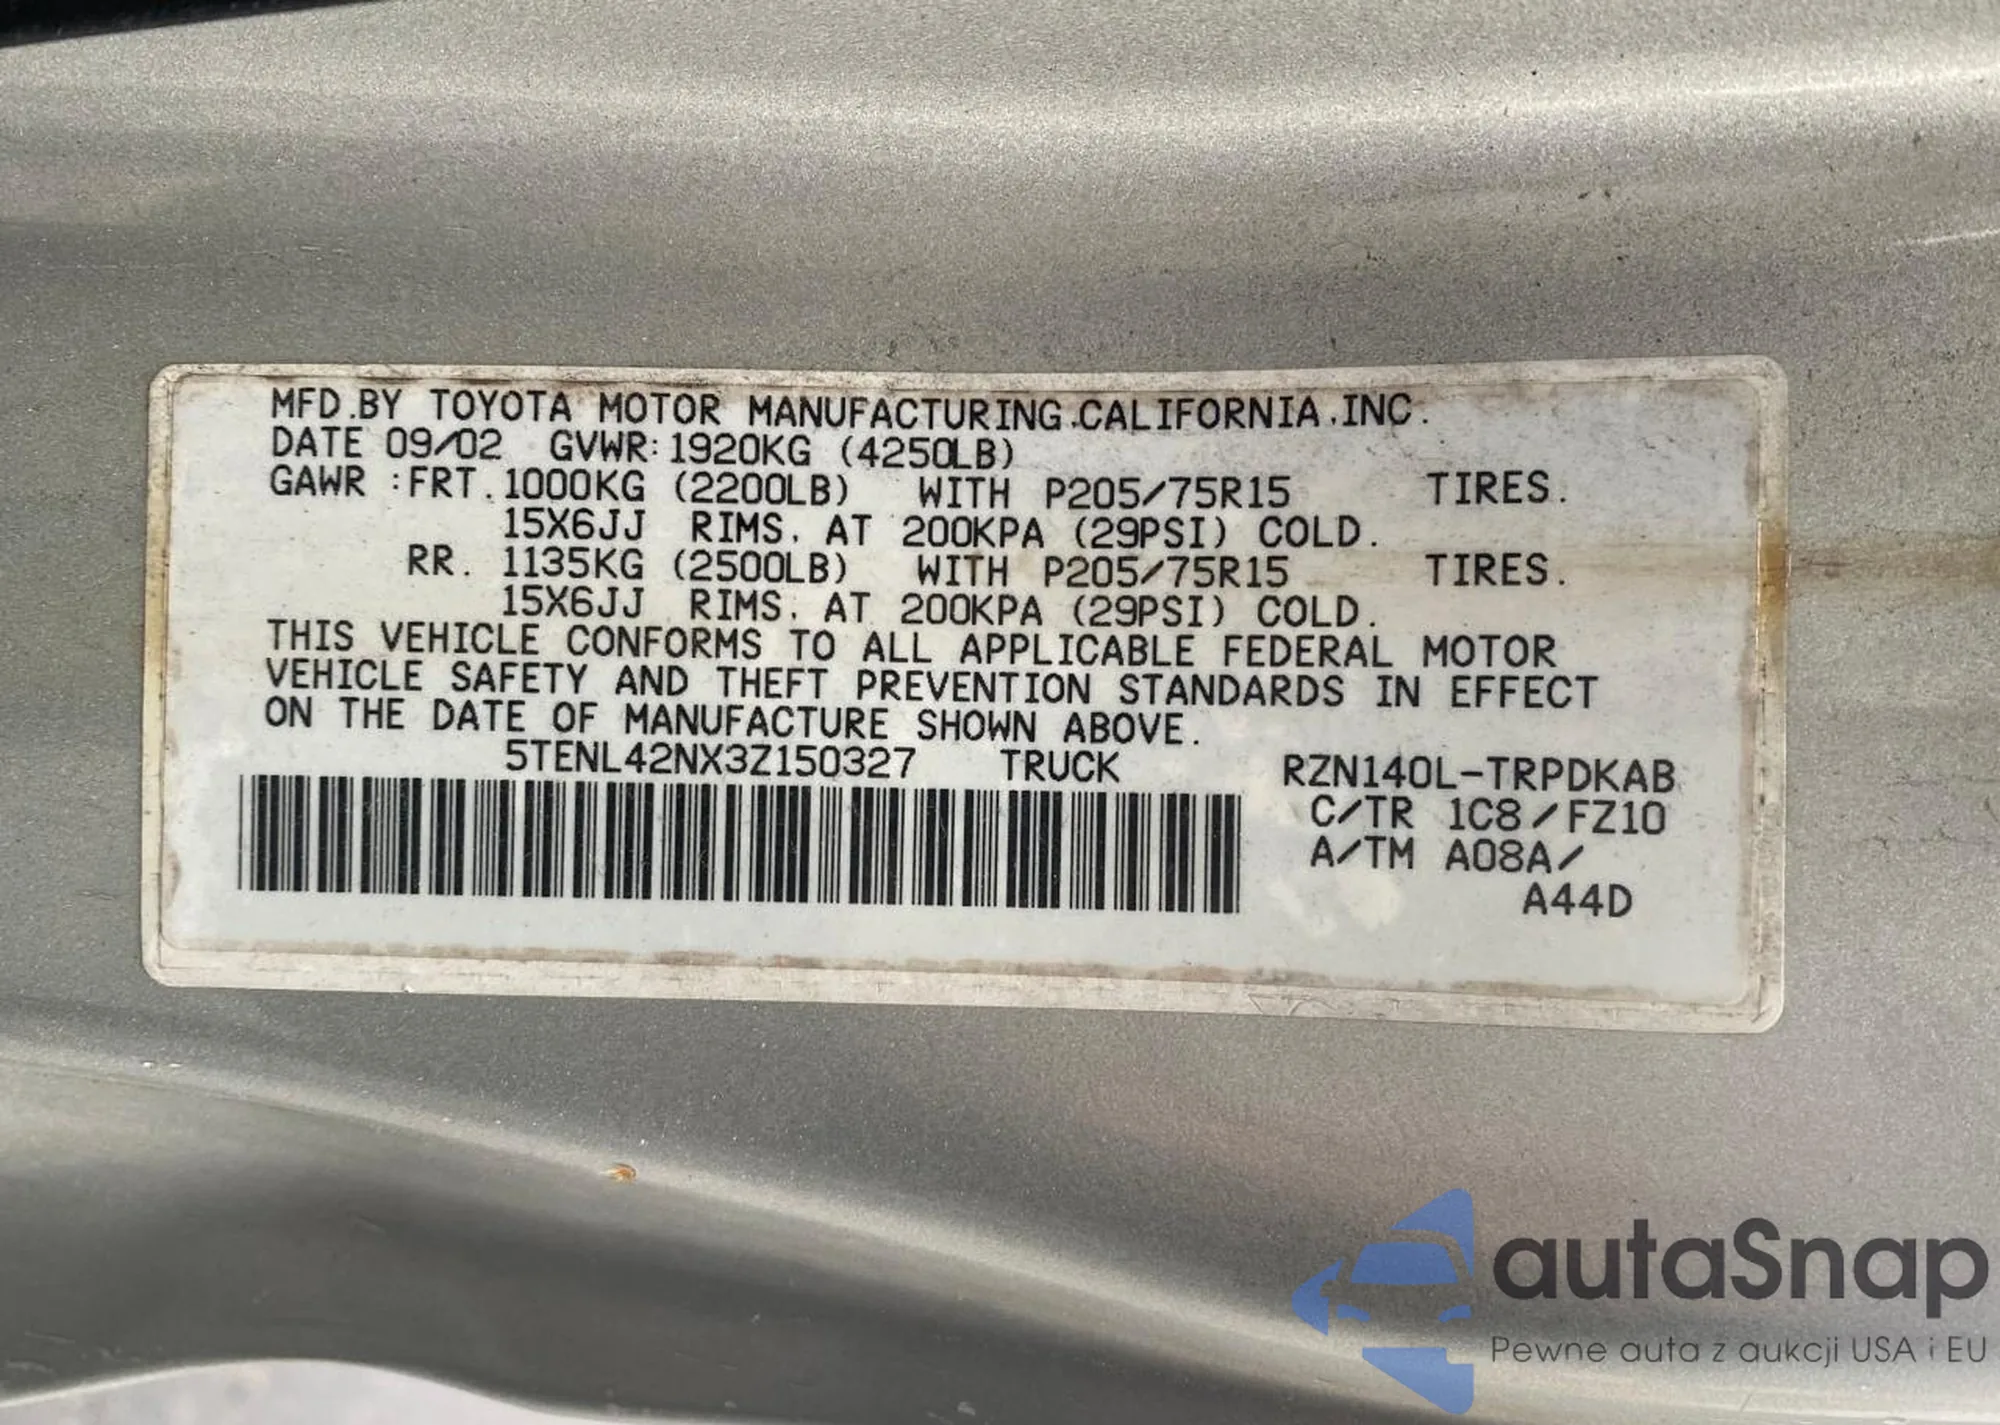 MFD.BY TOYOTA MOTOR MANUFACTURING.CALIFORNIA.INC.
DATE 09/02 GVWR: 1920KG (4250LB)
GAWR :FRT. 1000KG (2200LB) WITH P205/75R15 TIRES.
15X6JJ RIMS. AT 200KPA (29PSI) COLD.
RR. 1135KG (2500LB) WITH P205/75R15 TIRES.
15X6JJ RIMS. AT 200KPA (29PSI) COLD.
THIS VEHICLE CONFORMS TO ALL APPLICABLE FEDERAL MOTOR
VEHICLE SAFETY AND THEFT PREVENTION STANDARDS IN EFFECT
ON THE DATE OF MANUFACTURE SHOWN ABOVE.
5TENL42NX3Z150327 TRUCK RZN140L-TRPDKAB
C/TR 1C8/FZ10
A/TM A08A/
A44D
autaSnap
Pewne auta z aukcji USA i EU